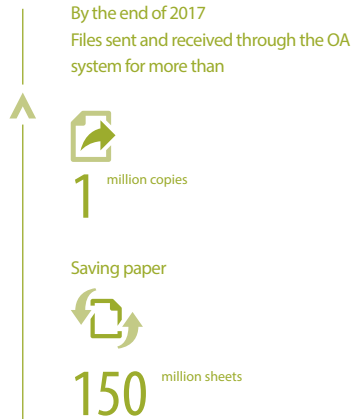 By the end of 2017
Files sent and received through the OA
system for more than
1 million copies
Saving paper
150 million sheets